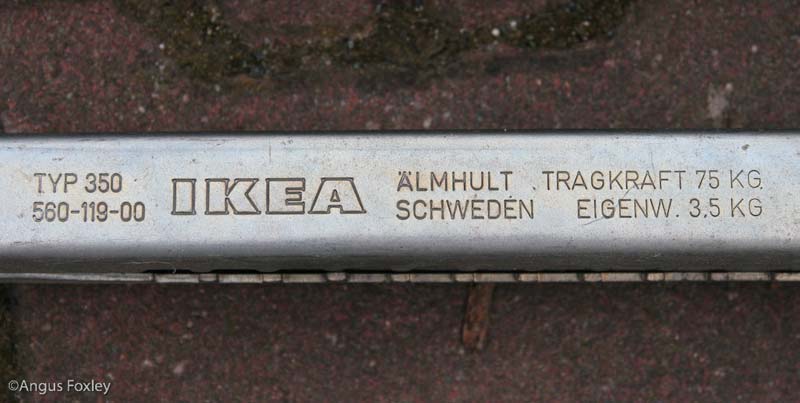 TYP 350
560-119-00
IKEA
ÄLMHULT
SCHWEDEN
TRAGKRAFT 75 KG
EIGENW. 3.5 KG
©Angus Foxley